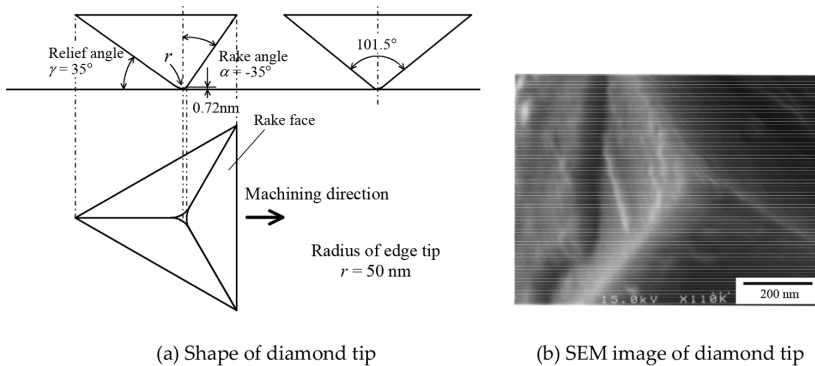 Relief angle
γ = 35°
r
Rake angle
α = -35°
0.72nm
101.5°
Rake face
Machining direction
Radius of edge tip
r = 50 nm
15.0kV X110K
200 nm
(a) Shape of diamond tip
(b) SEM image of diamond tip